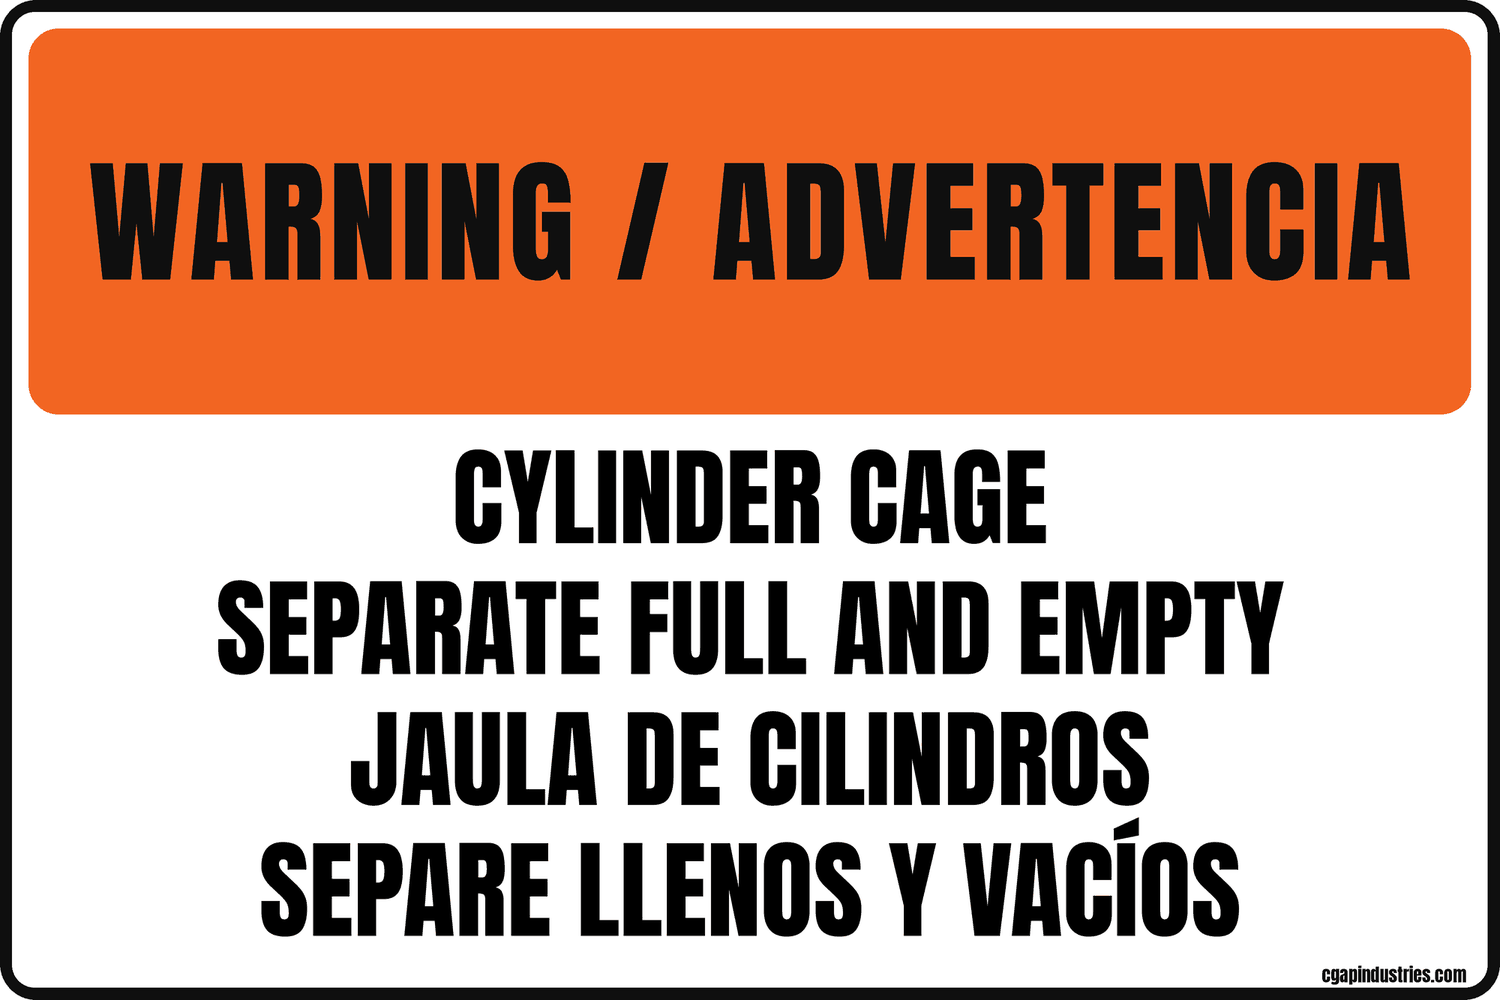 WARNING / ADVERTENCIA
CYLINDER CAGE
SEPARATE FULL AND EMPTY
JAULA DE CILINDROS
SEPARE LLENOS Y VACÍOS
cgapindustries.com